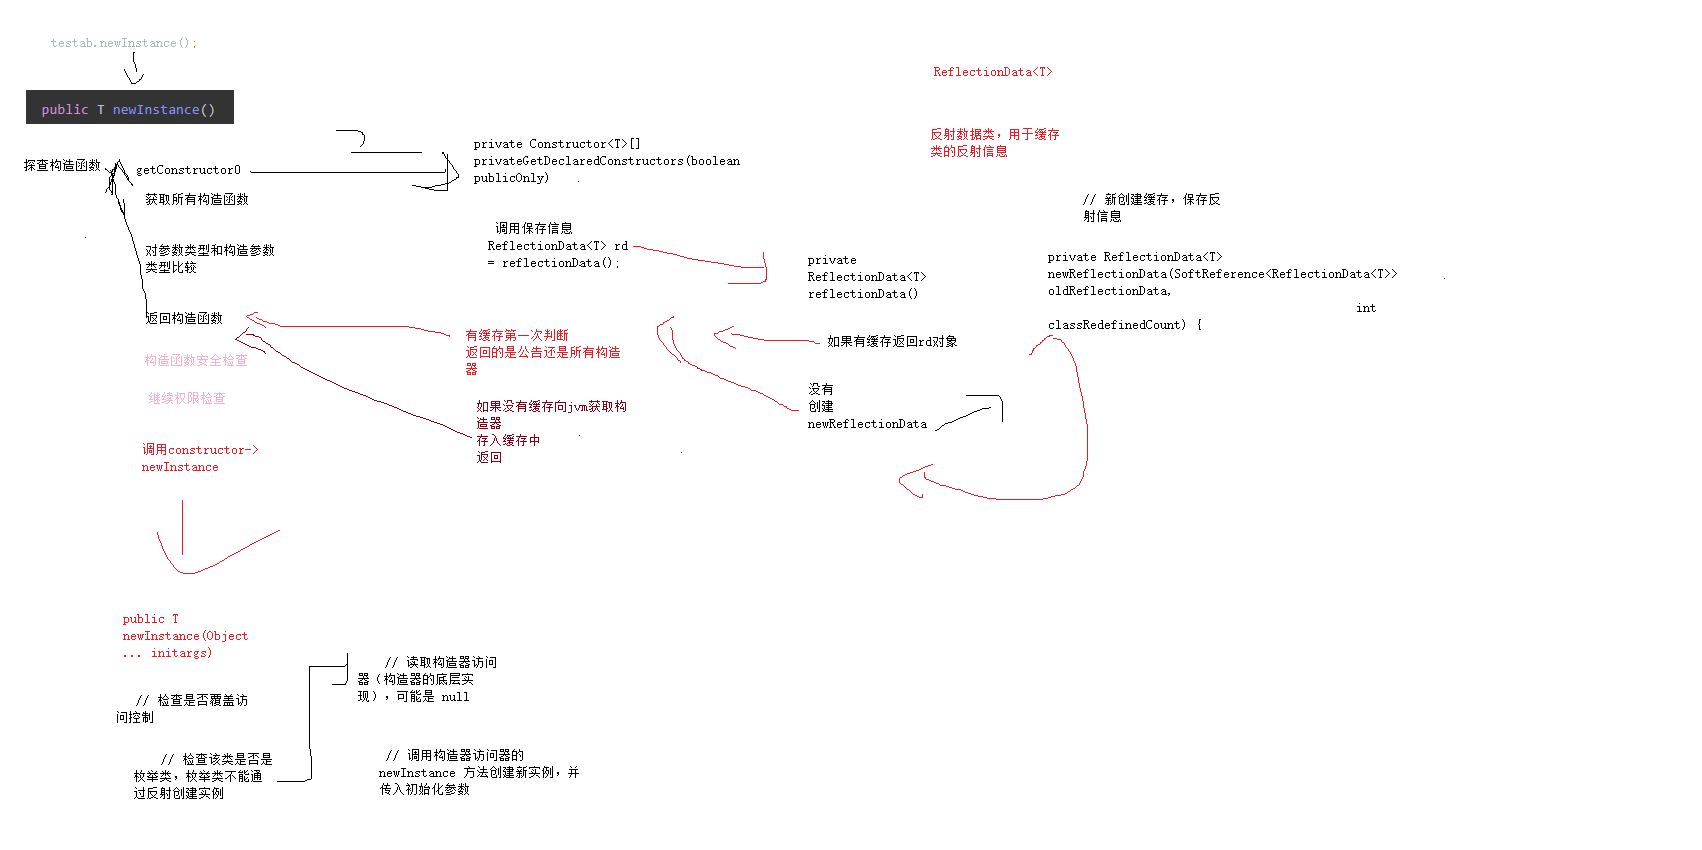 testab.newInstance();
public T newInstance()
探查构造函数
getConstructor0
获取所有构造函数
对参数类型和构造参数
类型比较
返回构造函数
构造函数安全检查
继续权限检查
调用constructor->
newInstance
private Constructor<T>[]
privateGetDeclaredConstructors(boolean
publicOnly)
调用保存信息
ReflectionData<T> rd
= reflectionData();
有缓存第一次判断
返回的是公告还是所有构造
器
如果没有缓存向jvm获取构
造器
存入缓存中
返回
private
ReflectionData<T>
reflectionData()
如果有缓存返回rd对象
没有
创建
newReflectionData
ReflectionData<T>
反射数据类，用于缓存
类的反射信息
// 新创建缓存，保存反
射信息
private ReflectionData<T>
newReflectionData(SoftReference<ReflectionData<T>>
oldReflectionData,
int
classRedefinedCount) {
public T
newInstance(Object
... initargs)
// 检查是否覆盖访
问控制
// 检查该类是否是
枚举类，枚举类不能通
过反射创建实例
// 读取构造器访问
器（构造器的底层实
现），可能是 null
// 调用构造器访问器的
newInstance 方法创建新实例，并
传入初始化参数